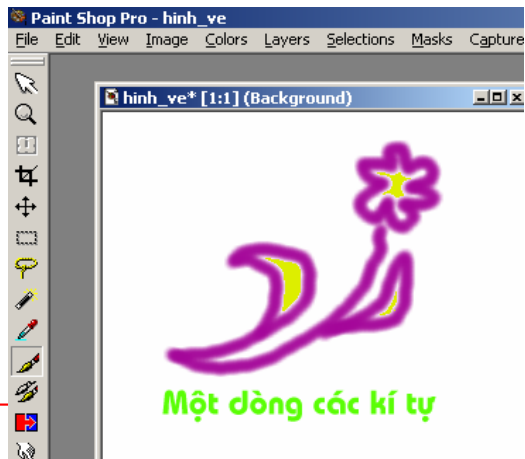 Paint Shop Pro - hinh_ve
File Edit View Image Colors Layers Selections Masks Capture
hinh_ve* [1:1] (Background)
Một dòng các kí tự